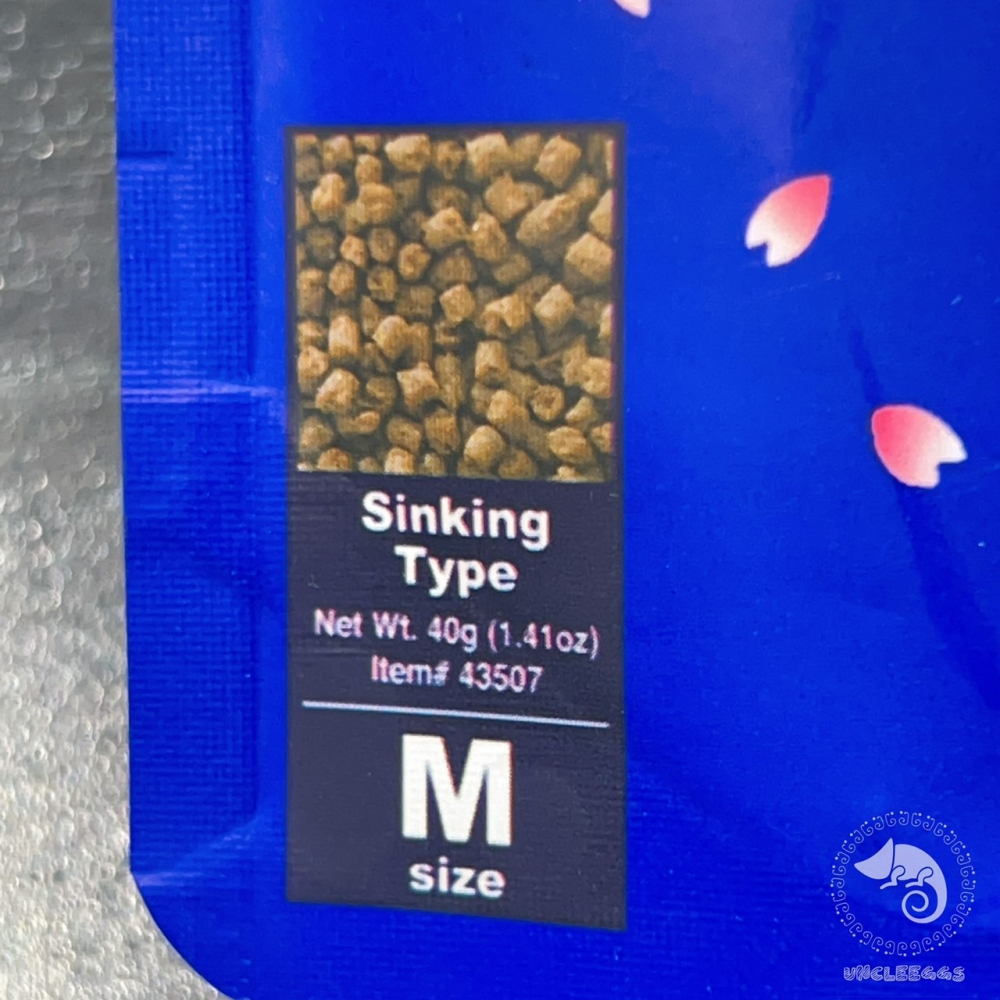 Sinking
Type
Net Wt. 40g (1.41oz)
Item# 43507
M
size
UNCLEEGGS